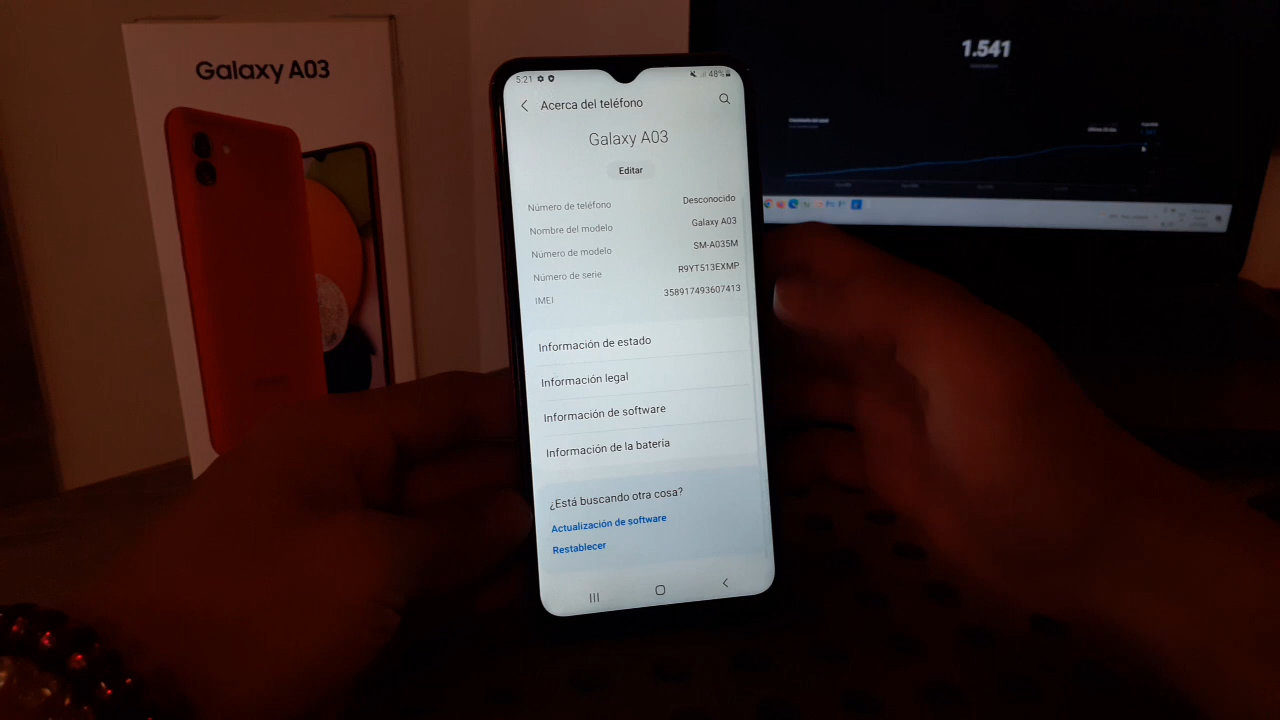 Galaxy A03
5:21
48%
Acerca del teléfono
Galaxy A03
Editar
Número de teléfono Desconocido
Nombre del modelo Galaxy A03
Número de modelo SM-A035M
Número de serie R9YT513EXMP
IMEI 358917493607413
Información de estado
Información legal
Información de software
Información de la batería
¿Está buscando otra cosa?
Actualización de software
Restablecer
1.541